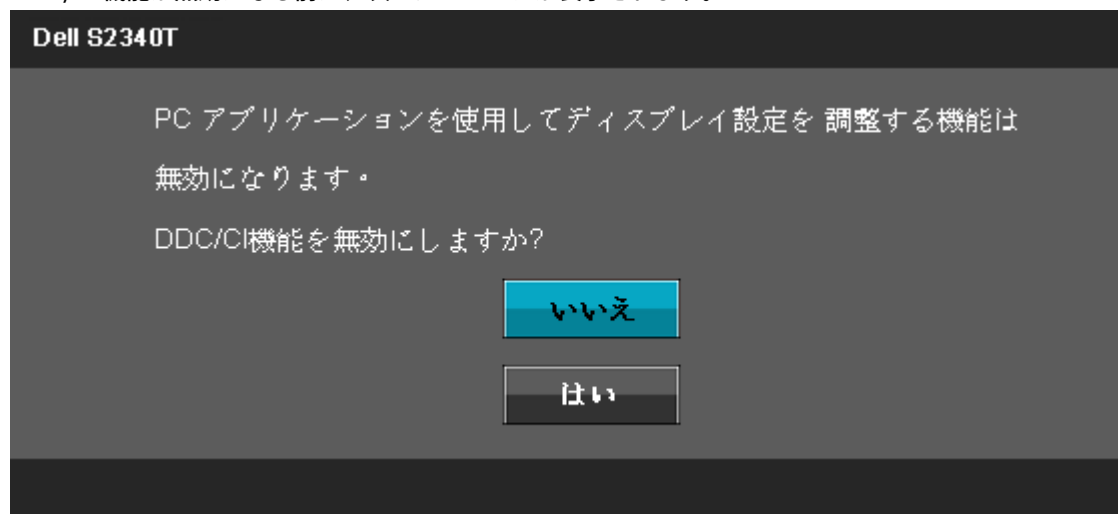 Dell S2340T
PC アプリケーションを使用してディスプレイ設定を 調整する機能は
無効になります。
DDC/CI機能を無効にしますか?
いいえ
はい